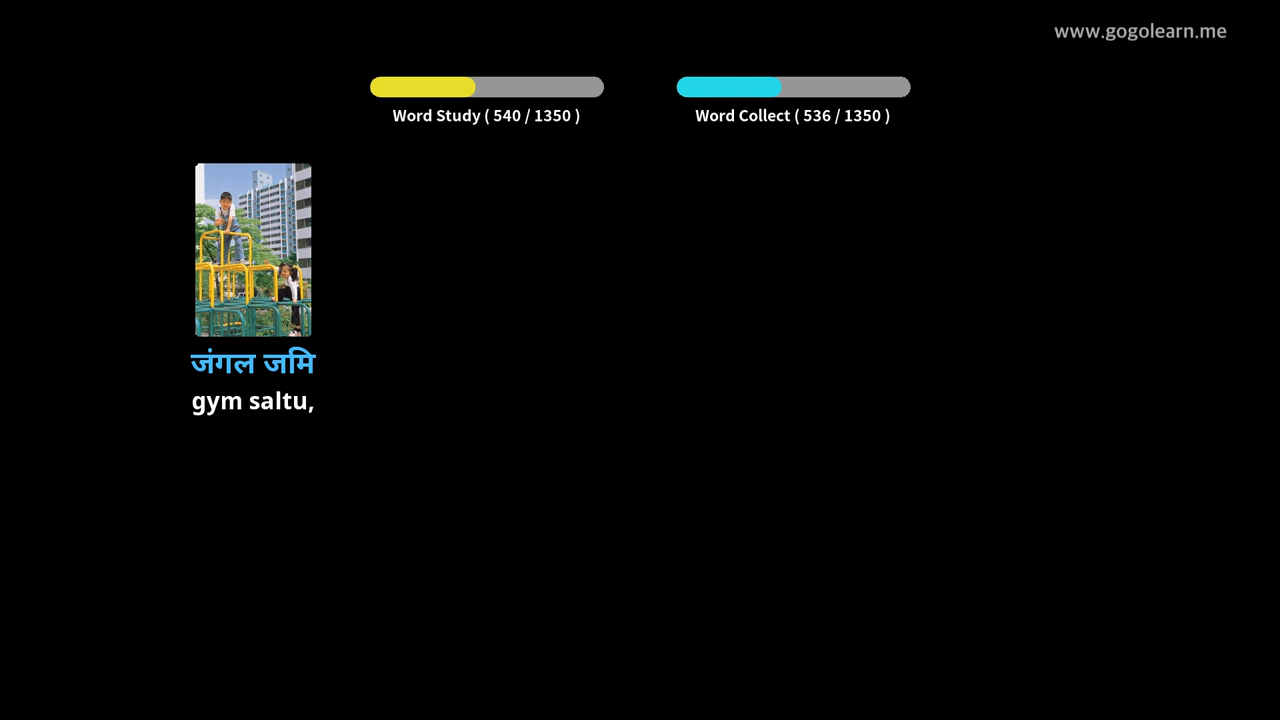 www.gogolearn.me
Word Study ( 540 / 1350 )
Word Collect ( 536 / 1350 )
जंगल जमि
gym saltu,